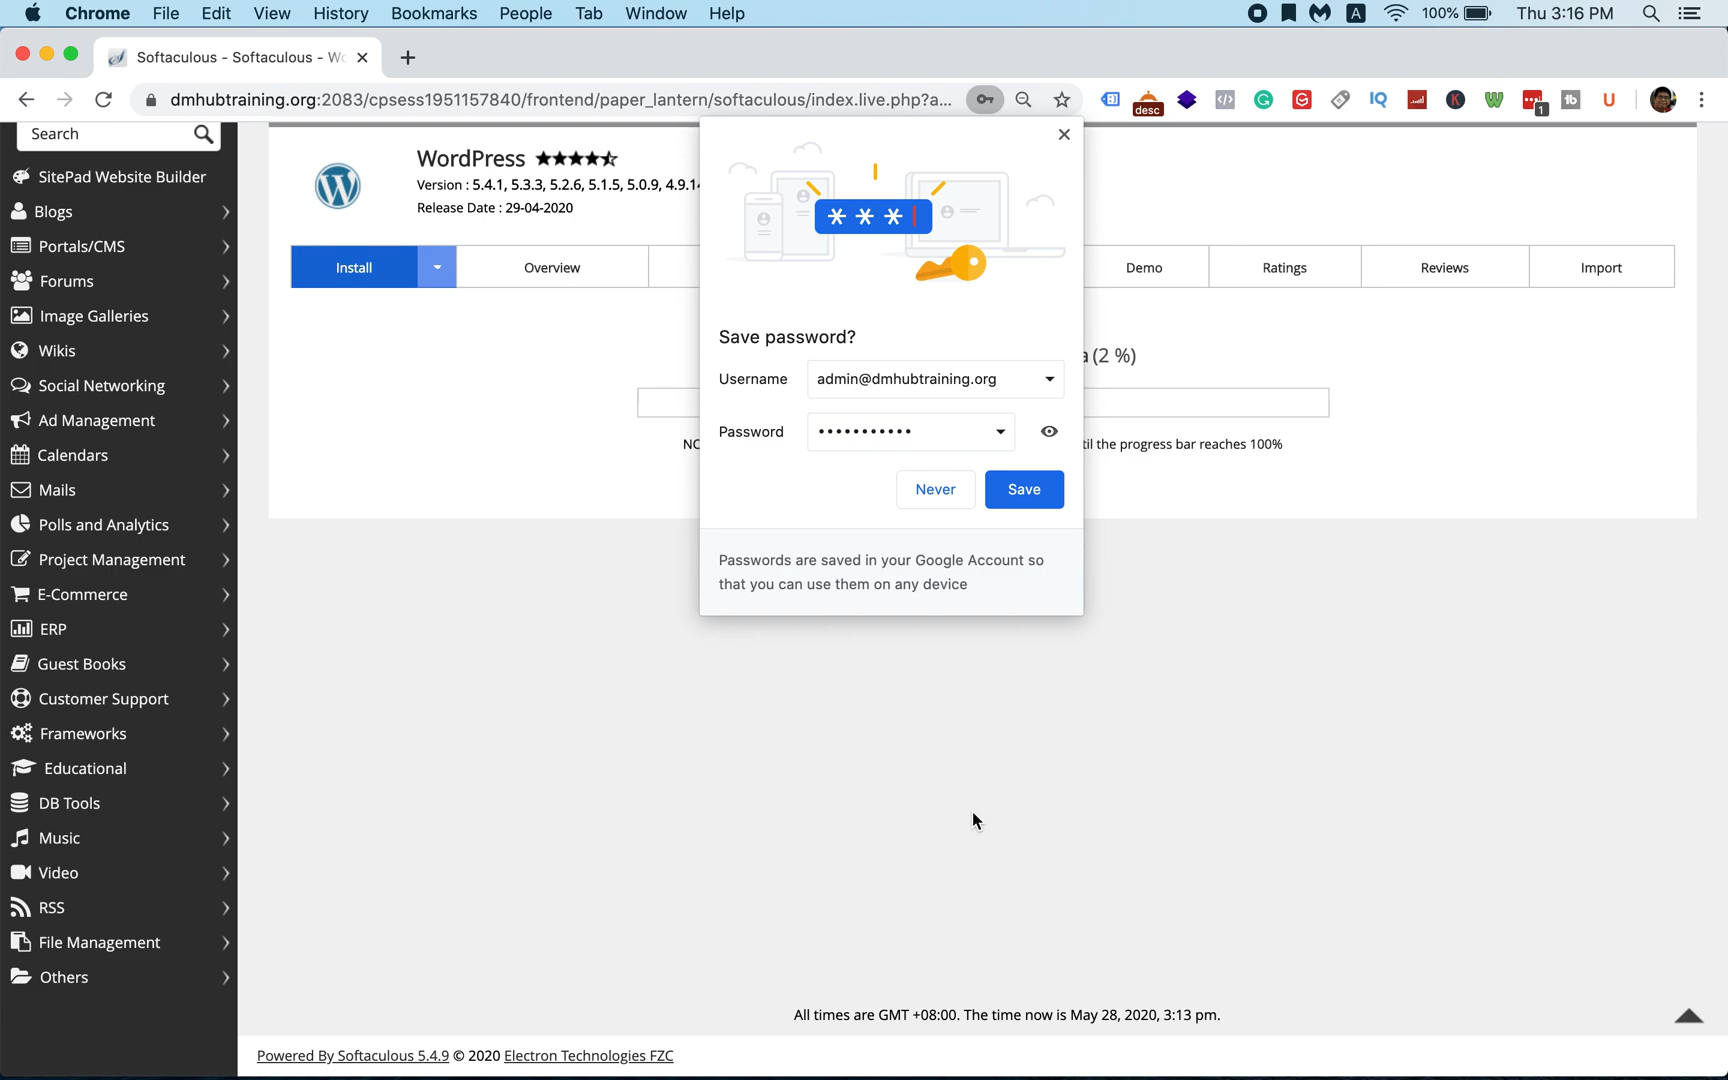 Chrome File Edit View History Bookmarks People Tab Window Help
A 100% Thu 3:16 PM
Softaculous - Softaculous - Wo
dmhubtraining.org:2083/cpsess1951157840/frontend/paper_lantern/softaculous/index.live.php?a...
desc
IQ
K
W
1
tb
U
Search
SitePad Website Builder
Blogs
Portals/CMS
Forums
Image Galleries
Wikis
Social Networking
Ad Management
Calendars
Mails
Polls and Analytics
Project Management
E-Commerce
ERP
Guest Books
Customer Support
Frameworks
Educational
DB Tools
Music
Video
RSS
File Management
Others
WordPress
Version : 5.4.1, 5.3.3, 5.2.6, 5.1.5, 5.0.9, 4.9.14
Release Date : 29-04-2020
Install Overview Demo Ratings Reviews Import
a (2 %)
NO
til the progress bar reaches 100%
* * *
Save password?
Username admin@dmhubtraining.org
Password •••••••••••
Never Save
Passwords are saved in your Google Account so
that you can use them on any device
All times are GMT +08:00. The time now is May 28, 2020, 3:13 pm.
Powered By Softaculous 5.4.9 © 2020 Electron Technologies FZC